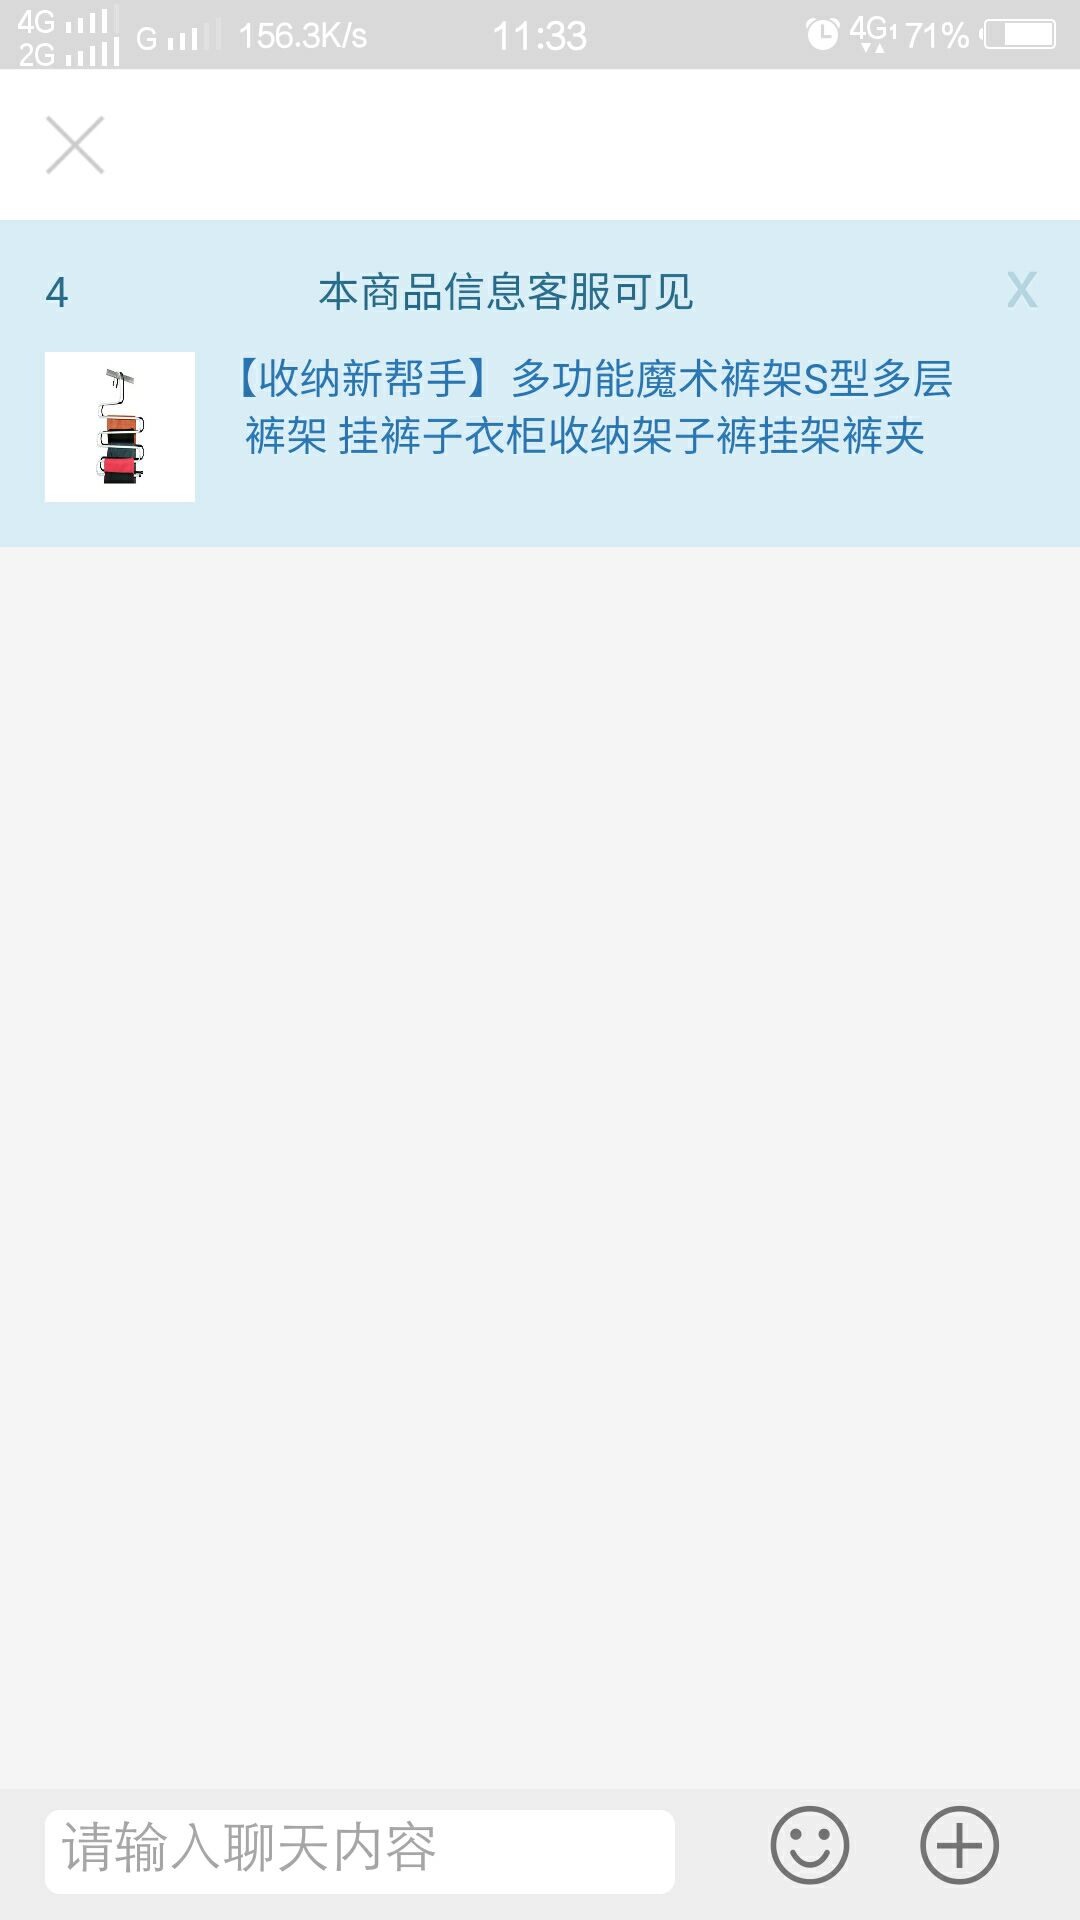 4G
2G
G
156.3K/s
11:33
4G1
71%
4
本商品信息客服可见
X
【收纳新帮手】多功能魔术裤架S型多层
裤架 挂裤子衣柜收纳架子裤挂架裤夹
请输入聊天内容